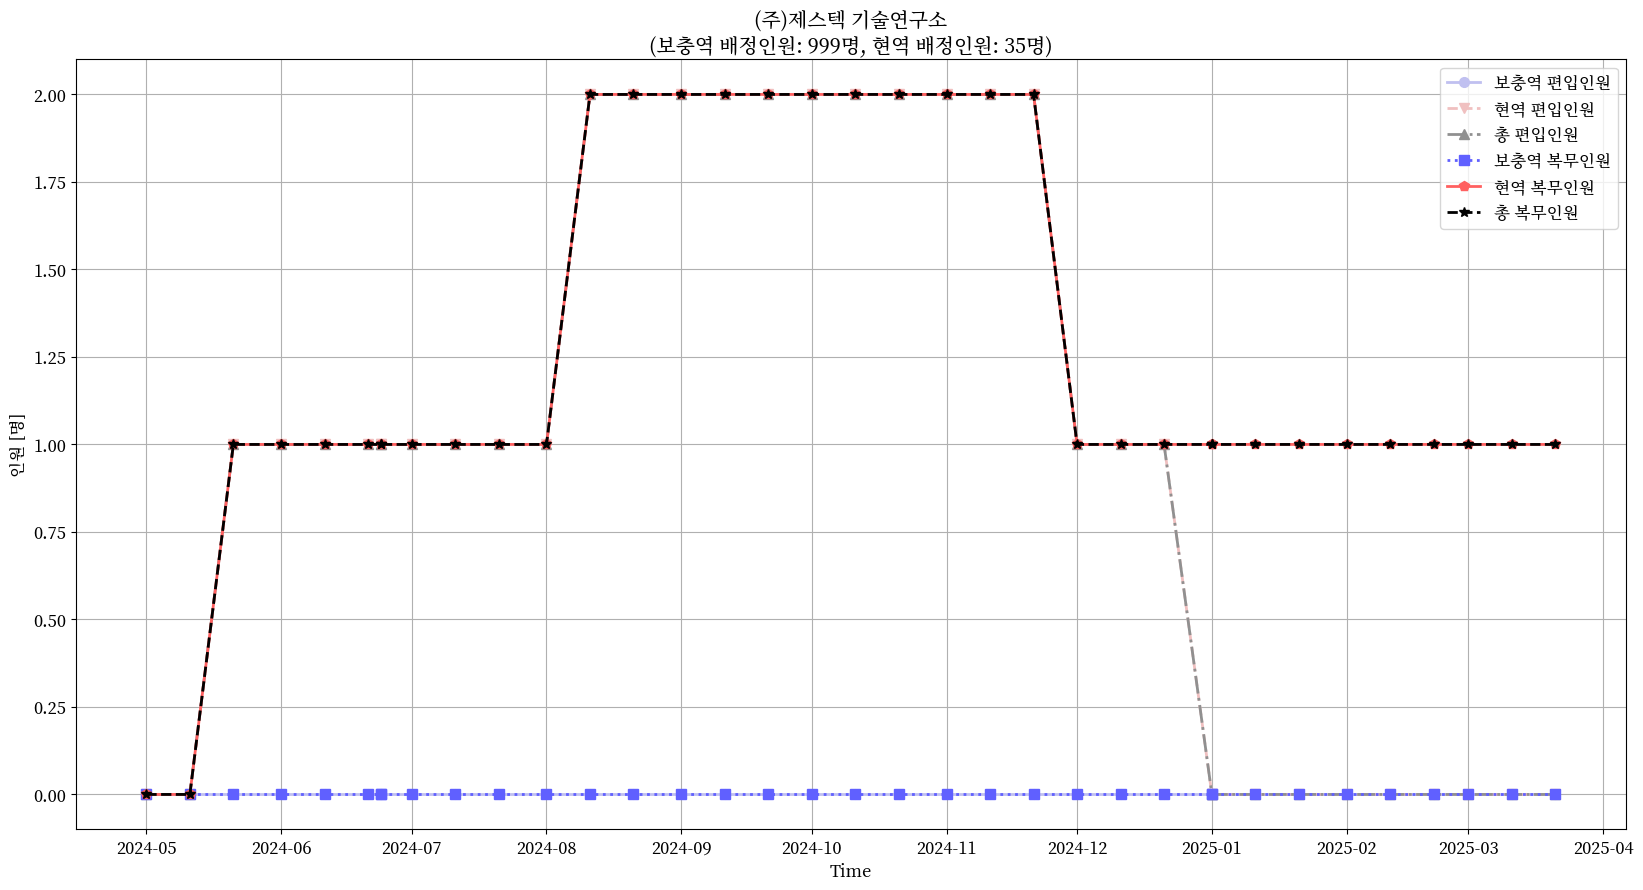 (주)제스텍 기술연구소
(보충역 배정인원: 999명, 현역 배정인원: 35명)
보충역 편입인원
현역 편입인원
총 편입인원
보충역 복무인원
현역 복무인원
총 복무인원
인원 [명]
2.00
1.75
1.50
1.25
1.00
0.75
0.50
0.25
0.00
2024-05 2024-06 2024-07 2024-08 2024-09 2024-10 2024-11 2024-12 2025-01 2025-02 2025-03 2025-04
Time